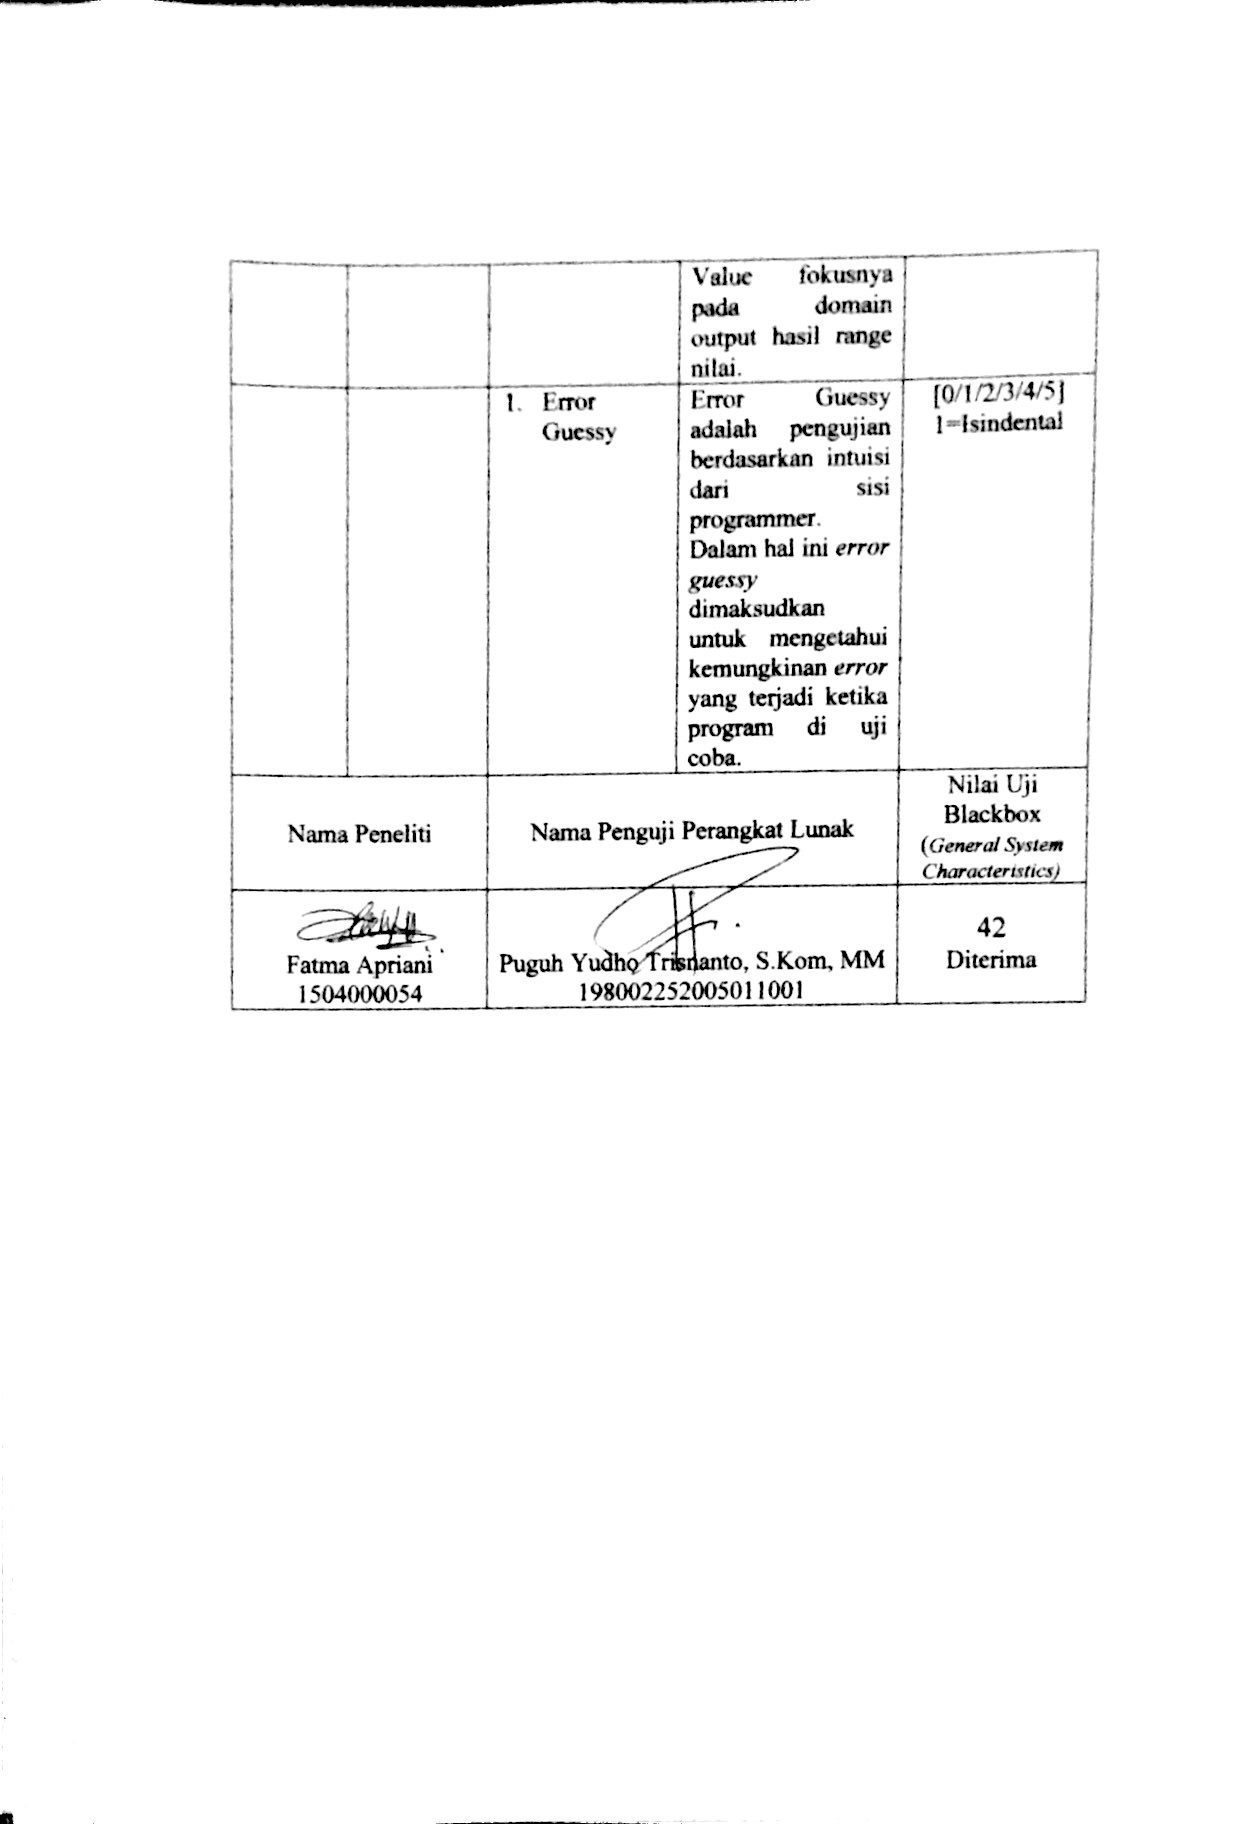 Value fokusnya
pada domain
output hasil range
nilai.
1. Error
Guessy
Error Guessy
adalah pengujian
berdasarkan intuisi
dari sisi
programmer.
Dalam hal ini error
guessy
dimaksudkan
untuk mengetahui
kemungkinan error
yang terjadi ketika
program di uji
coba.
[0/1/2/3/4/5]
1=Isindental
Nama Peneliti
Nama Penguji Perangkat Lunak
Nilai Uji
Blackbox
(General System
Characteristics)
Fatma Apriani
1504000054
Puguh Yudho Trisnanto, S.Kom, MM
198002252005011001
42
Diterima